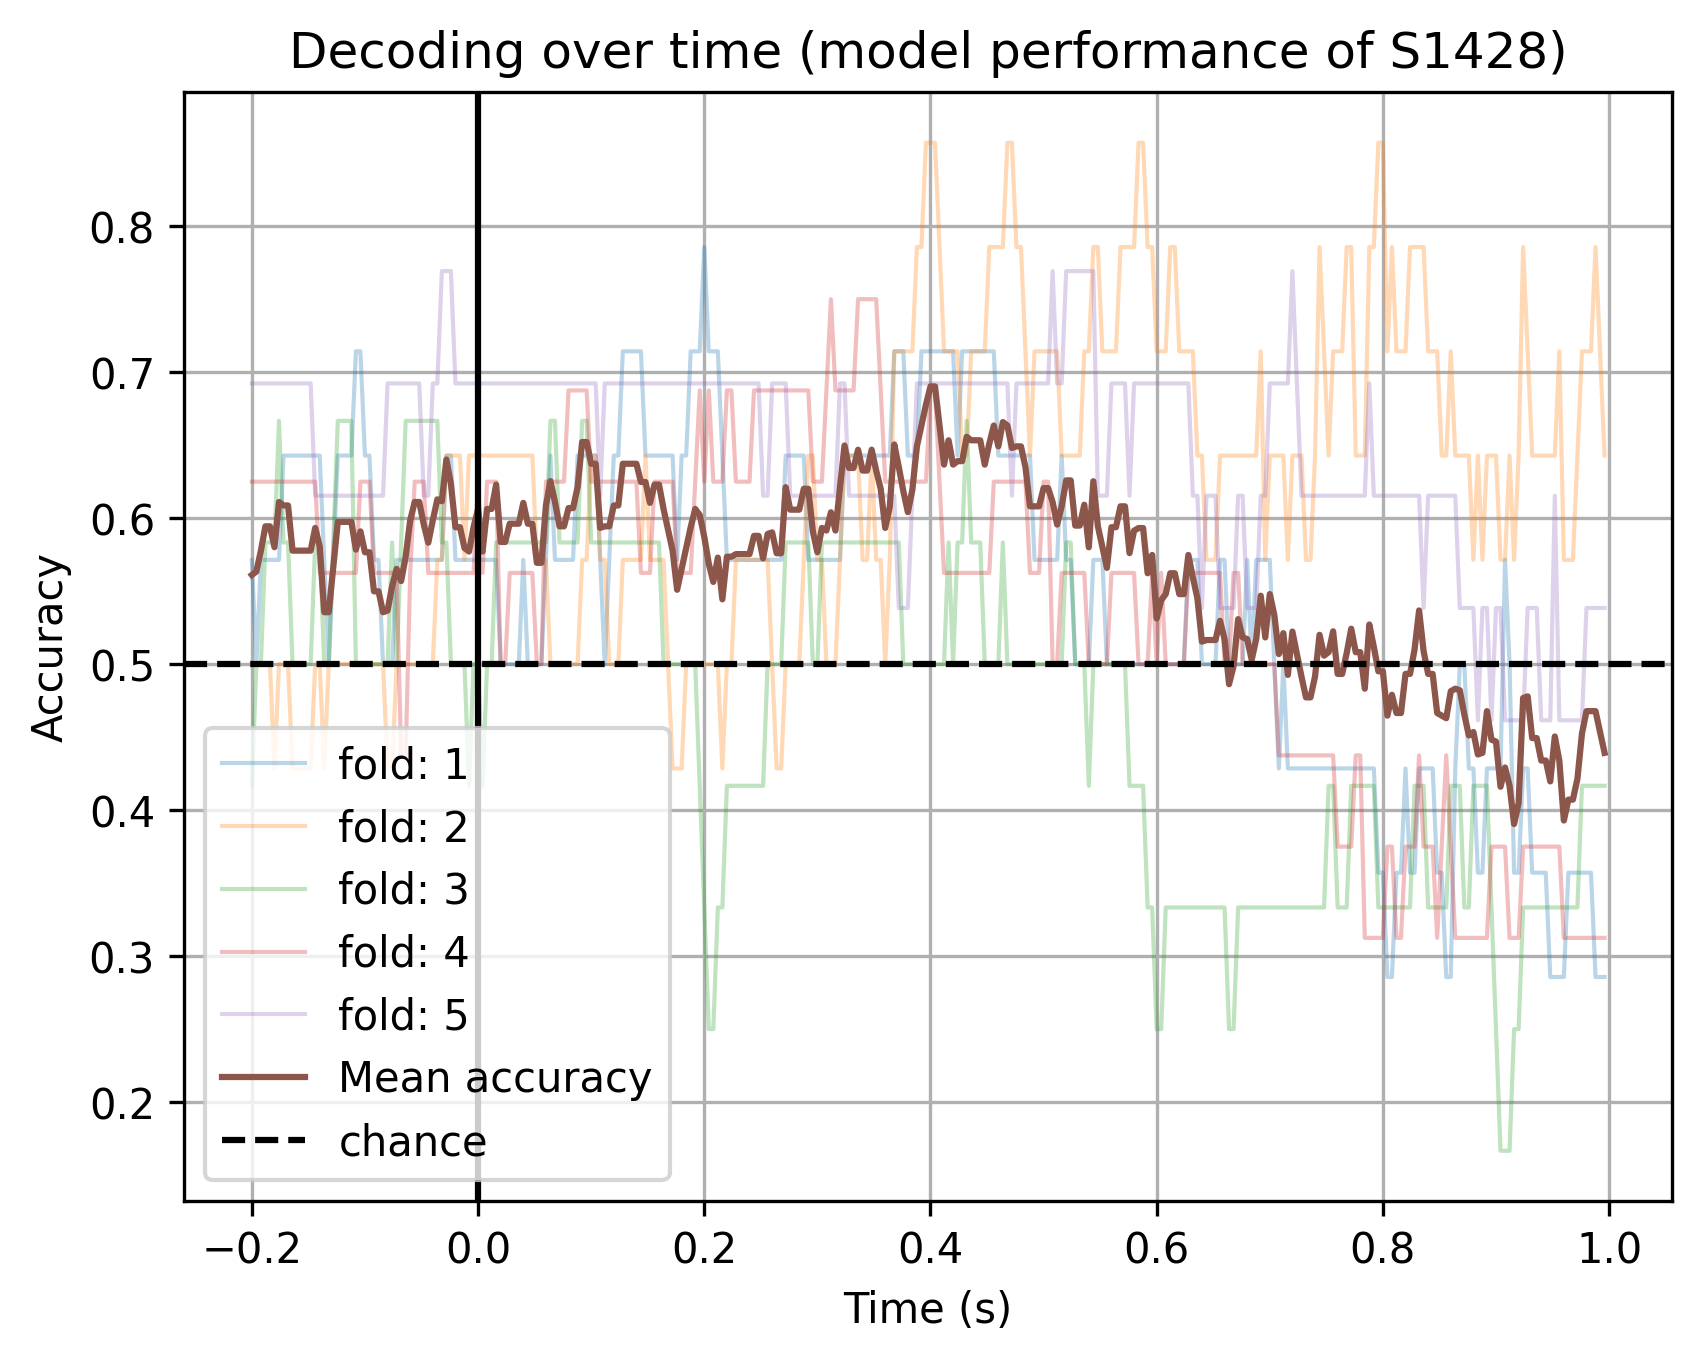 Decoding over time (model performance of S1428)
Accuracy
0.8
0.7
0.6
0.5
0.4
0.3
0.2
fold: 1
fold: 2
fold: 3
fold: 4
fold: 5
Mean accuracy
chance
−0.2 0.0 0.2 0.4 0.6 0.8 1.0
Time (s)